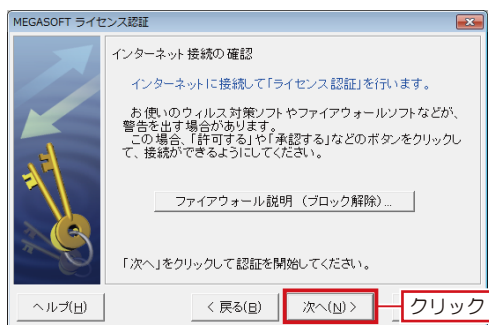 MEGASOFT ライセンス認証
インターネット接続の確認
インターネットに接続して「ライセンス認証」を行います。
お使いのウィルス対策ソフトやファイアウォールソフトなどが、
警告を出す場合があります。
この場合、「許可する」や「承認する」などのボタンをクリックし
て、接続ができるようにしてください。
ファイアウォール説明（ブロック解除）...
「次へ」をクリックして認証を開始してください。
ヘルプ(H)
< 戻る(B)
次へ(N) >
クリック